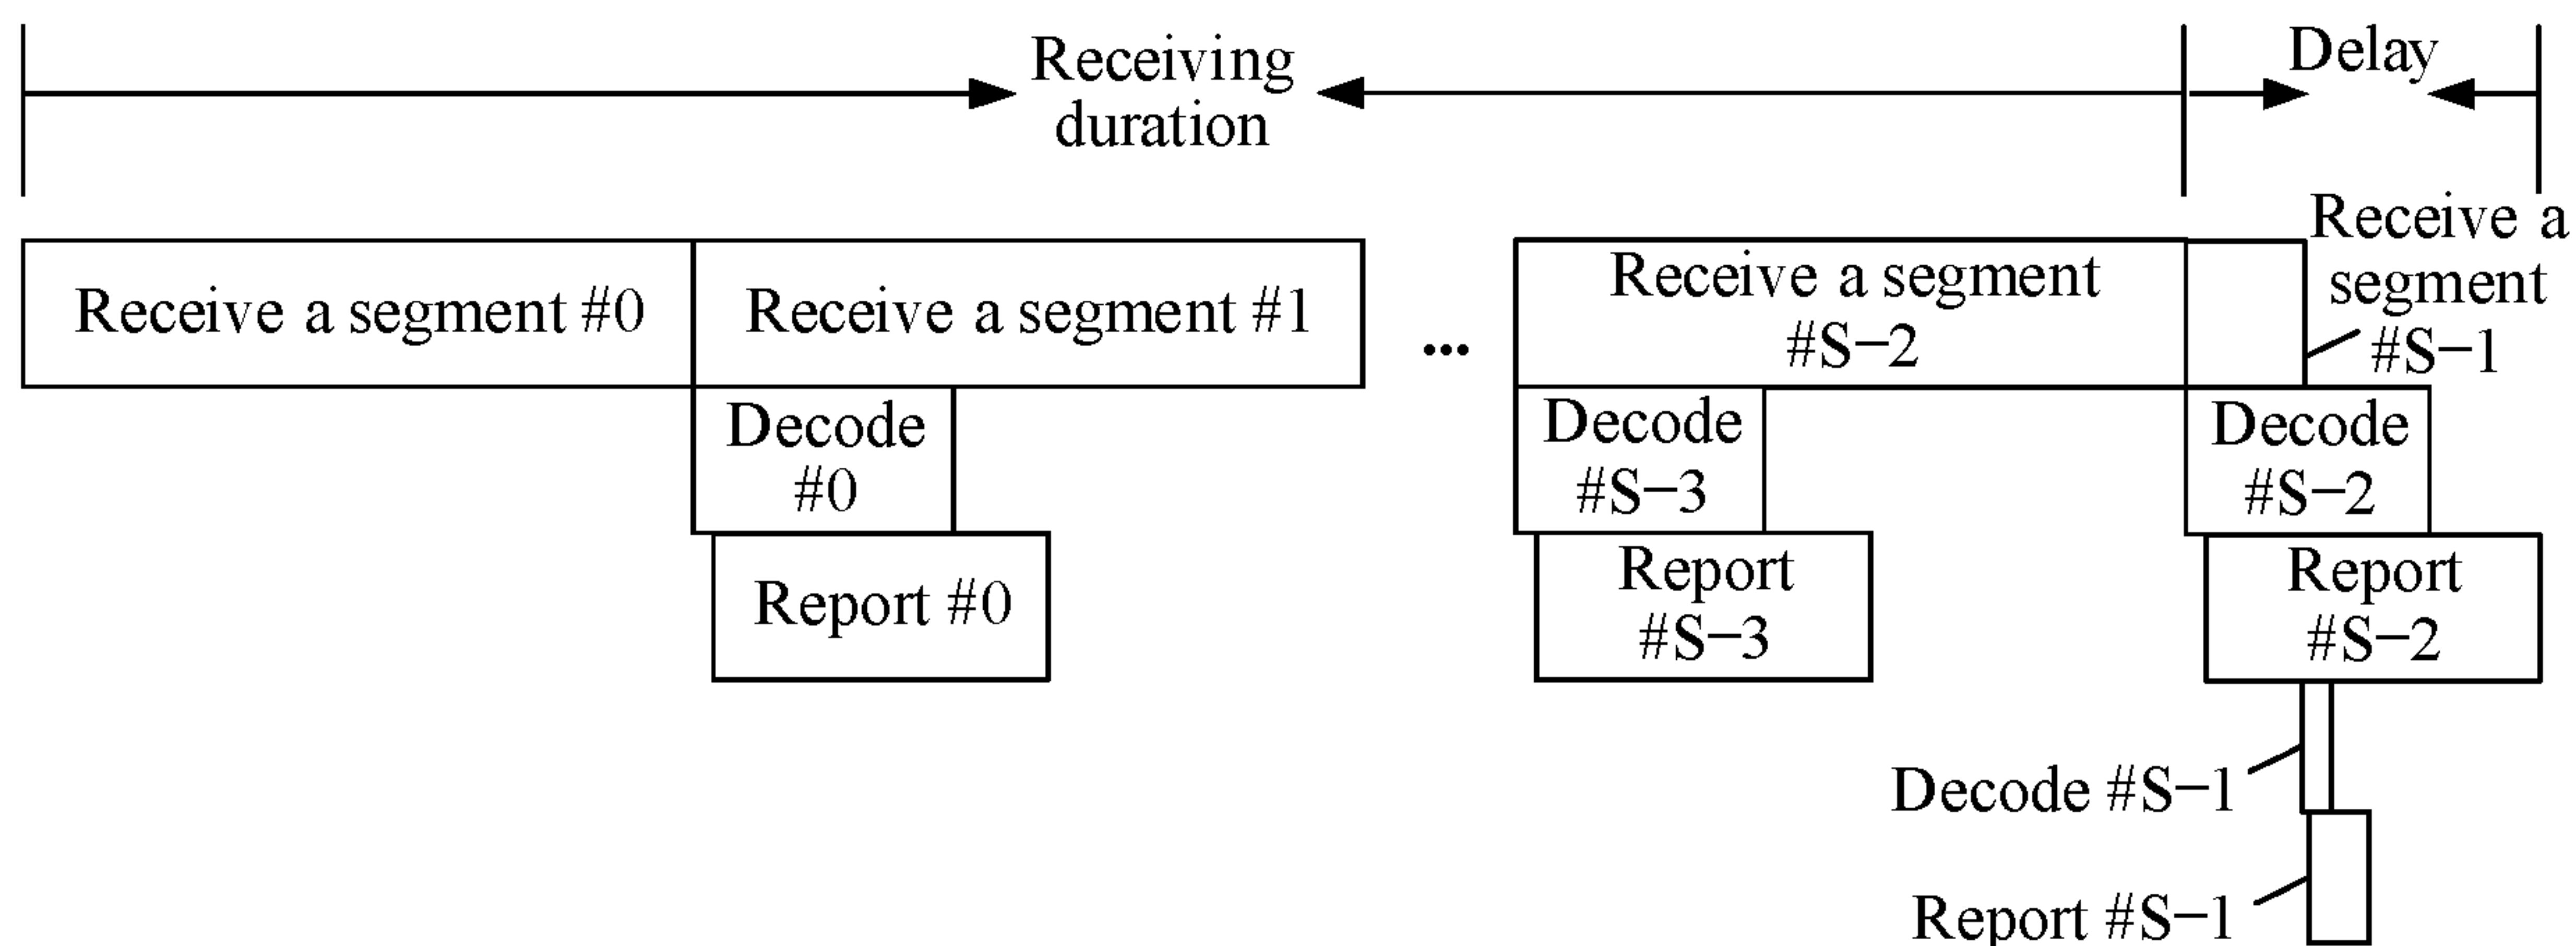 Receiving
duration
Delay
Receive a segment #0
Receive a segment #1
...
Receive a segment
#S−2
Receive a
segment
#S−1
Decode
#0
Decode
#S−3
Decode
#S−2
Report #0
Report
#S−3
Report
#S−2
Decode #S−1
Report #S−1